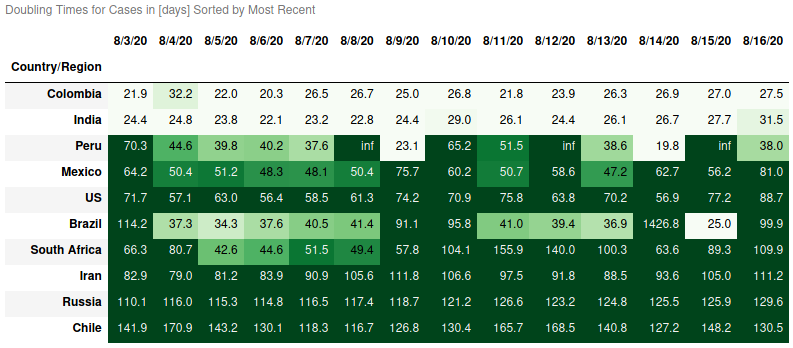 Doubling Times for Cases in [days] Sorted by Most Recent
8/3/20 8/4/20 8/5/20 8/6/20 8/7/20 8/8/20 8/9/20 8/10/20 8/11/20 8/12/20 8/13/20 8/14/20 8/15/20 8/16/20
Country/Region
Colombia 21.9 32.2 22.0 20.3 26.5 26.7 25.0 26.8 21.8 23.9 26.3 26.9 27.0 27.5
India 24.4 24.8 23.8 22.1 23.2 22.8 24.4 29.0 26.1 24.4 26.1 26.7 27.7 31.5
Peru 70.3 44.6 39.8 40.2 37.6 inf 23.1 65.2 51.5 inf 38.6 19.8 inf 38.0
Mexico 64.2 50.4 51.2 48.3 48.1 50.4 75.7 60.2 50.7 58.6 47.2 62.7 56.2 81.0
US 71.7 57.1 63.0 56.4 58.5 61.3 74.2 70.9 75.8 63.8 70.2 56.9 77.2 88.7
Brazil 114.2 37.3 34.3 37.6 40.5 41.4 91.1 95.8 41.0 39.4 36.9 1426.8 25.0 99.9
South Africa 66.3 80.7 42.6 44.6 51.5 49.4 57.8 104.1 155.9 140.0 100.3 63.6 89.3 109.9
Iran 82.9 79.0 81.2 83.9 90.9 105.6 111.8 106.6 97.5 91.8 88.5 93.6 105.0 111.2
Russia 110.1 116.0 115.3 114.8 116.5 117.4 118.7 121.2 126.6 123.2 124.8 125.5 125.9 129.6
Chile 141.9 170.9 143.2 130.1 118.3 116.7 126.8 130.4 165.7 168.5 140.8 127.2 148.2 130.5